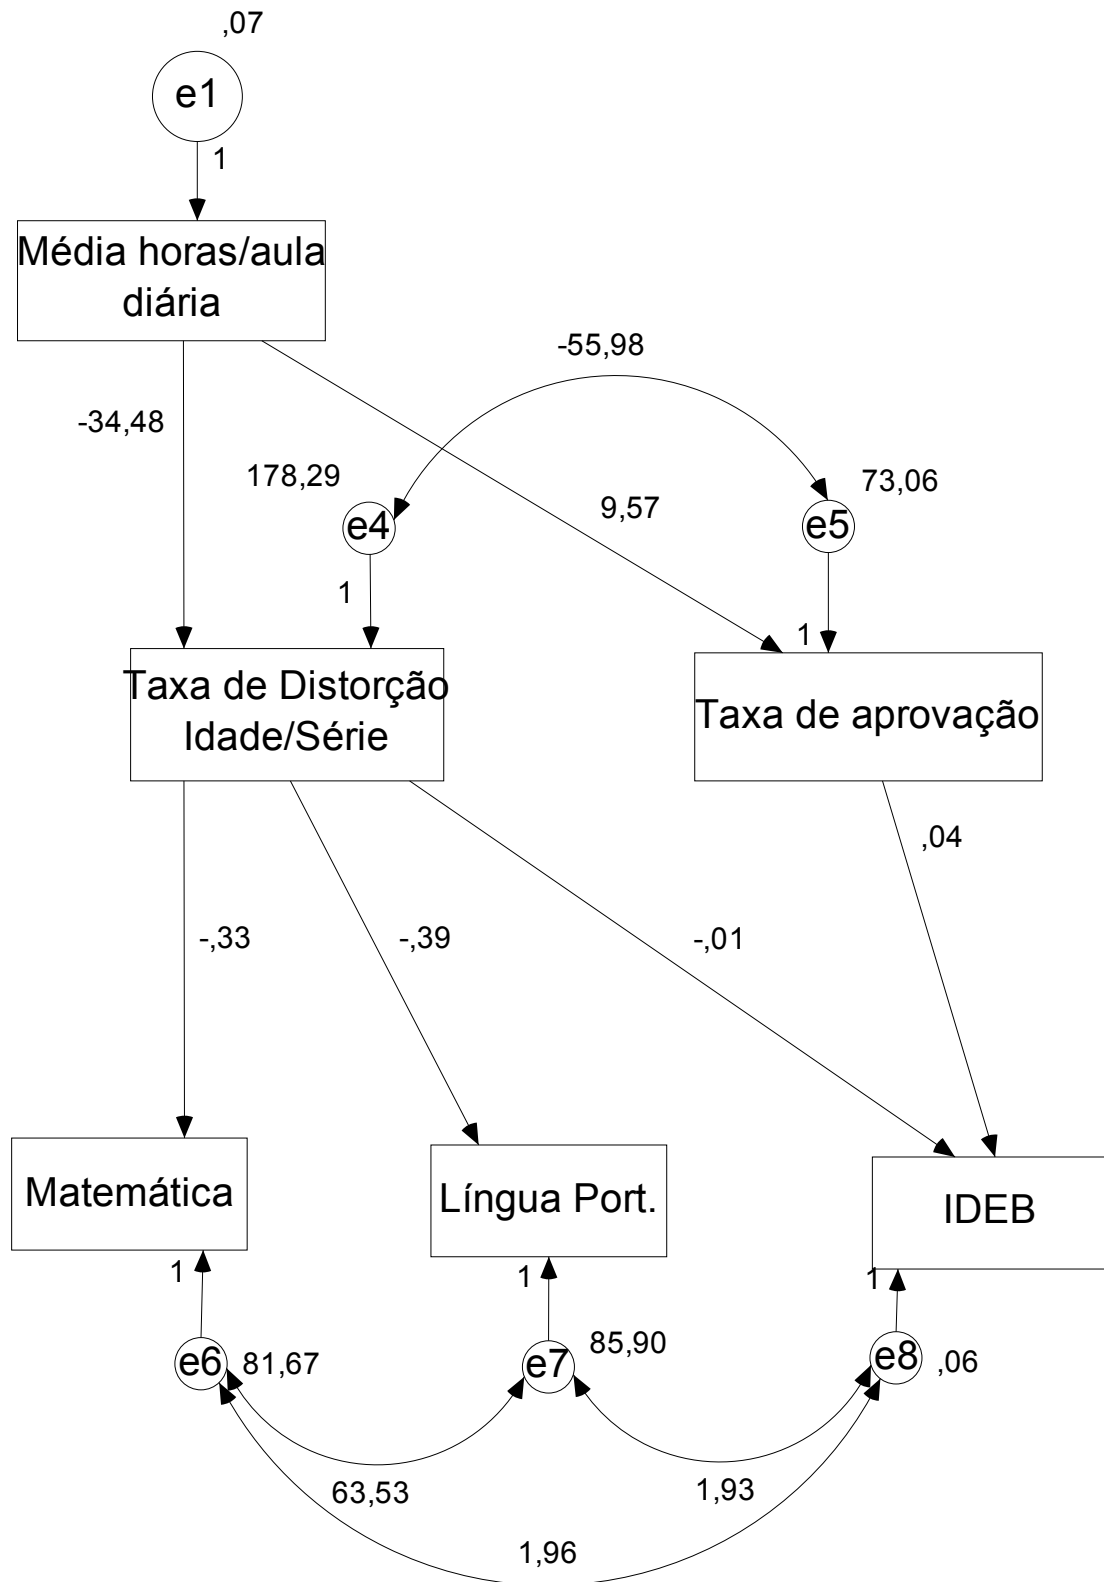 ,07
e1
1
Média horas/aula
diária
-55,98
-34,48
178,29
73,06
9,57
e4
e5
1
1
Taxa de Distorção
Idade/Série
Taxa de aprovação
,04
-,33
-,39
-,01
Matemática
Língua Port.
IDEB
1
1
1
e6
81,67
e7
85,90
e8
,06
63,53
1,93
1,96